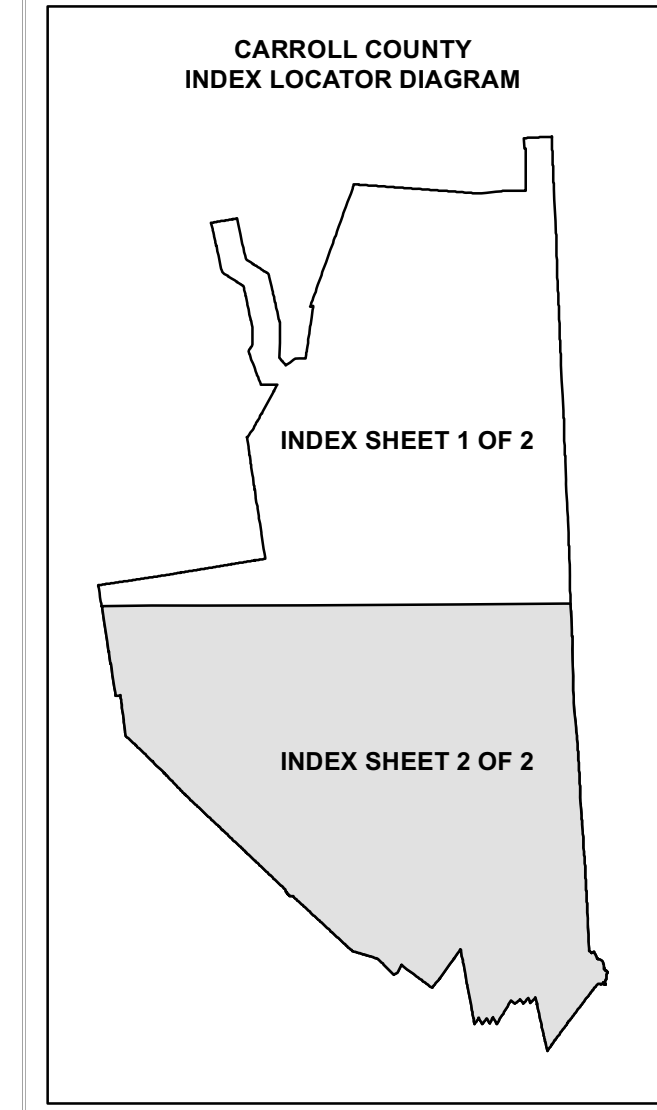 CARROLL COUNTY
INDEX LOCATOR DIAGRAM
INDEX SHEET 1 OF 2
INDEX SHEET 2 OF 2